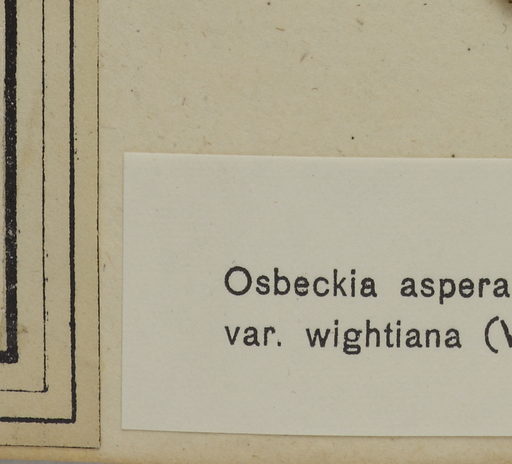 Osbeckia aspera
var. wightiana (